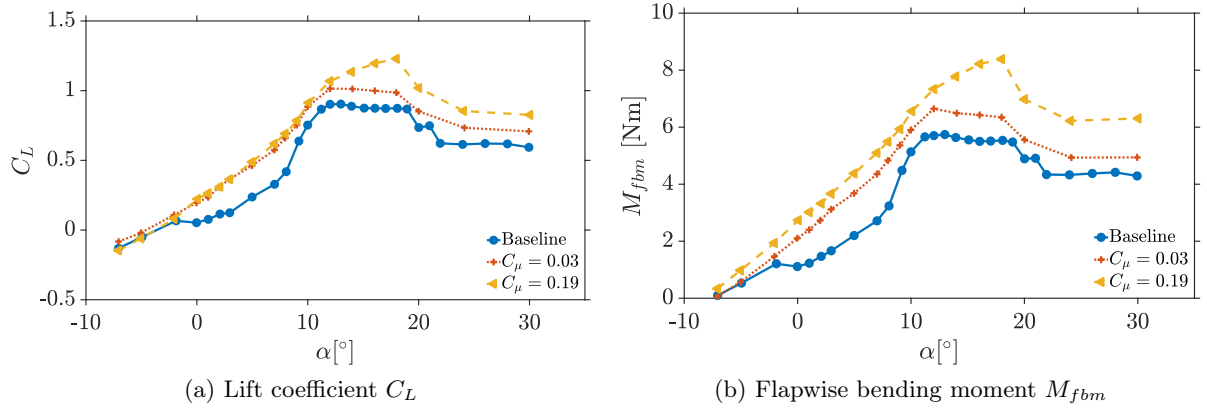 1.5
1
0.5
0
-0.5
C_L
-10
0
10
20
30
α[°]
Baseline
C_μ = 0.03
C_μ = 0.19
(a) Lift coefficient C_L
10
8
6
4
2
0
M_fbm [Nm]
-10
0
10
20
30
α[°]
Baseline
C_μ = 0.03
C_μ = 0.19
(b) Flapwise bending moment M_fbm